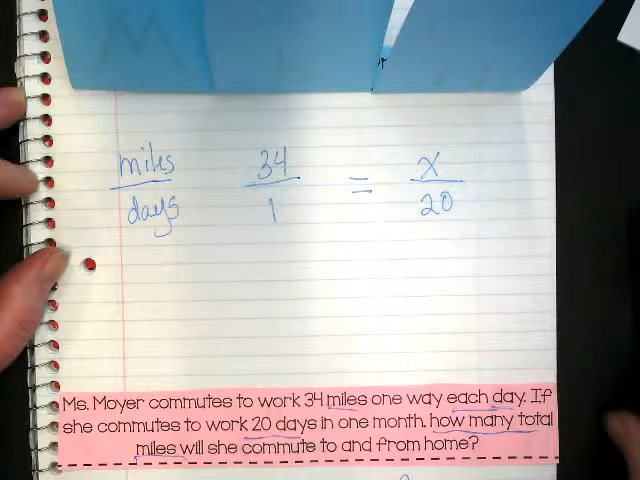 miles 34 = x
days 1 20
Ms. Moyer commutes to work 34 miles one way each day. If
she commutes to work 20 days in one month. how many total
miles will she commute to and from home?